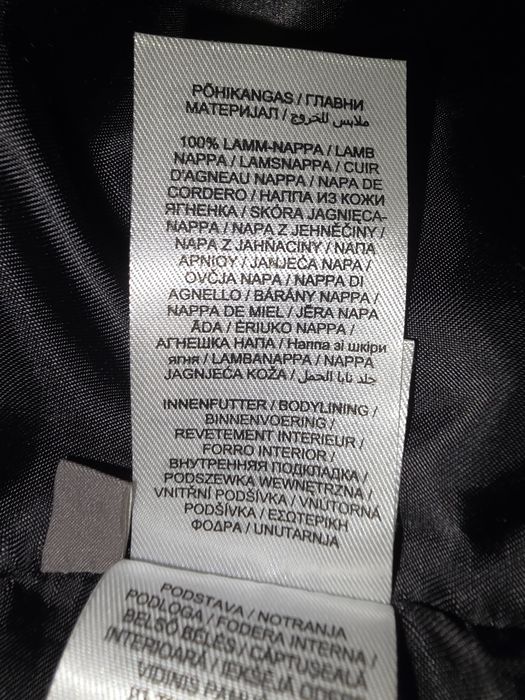 PÕHIKANGAS / ГЛАВНИ
МАТЕРИЈАЛ / ملابس للخروج
100% LAMM-NAPPA / LAMB
NAPPA / LAMSNAPPA / CUIR
D'AGNEAU NAPPA / NAPA DE
CORDERO / НАППА ИЗ КОЖИ
ЯГНЕНКА / SKÓRA JAGNIĘCA-
NAPPA / NAPA Z JEHNĚČINY /
NAPA Z JAHŇACINY / ΝΑΠΑ
ΑΡΝΙΟΥ / JANJEĆA NAPA /
OVČJA NAPA / NAPPA DI
AGNELLO / BÁRÁNY NAPPA /
NAPPA DE MIEL / JĒRA NAPA
ĀDA / ĖRIUKO NAPPA /
АГНЕШКА НАПА / Наппа зі шкіри
ягня / LAMBANAPPA / NAPPA
JAGNJEĆA KOŽA / جلد نابا الحمل
INNENFUTTER / BODYLINING /
BINNENVOERING /
REVETEMENT INTERIEUR /
FORRO INTERIOR /
ВНУТРЕННЯЯ ПОДКЛАДКА /
PODSZEWKA WEWNĘTRZNA /
VNITŘNÍ PODŠÍVKA / VNÚTORNÁ
PODŠÍVKA / ΕΣΩΤΕΡΙΚΗ
ΦΟΔΡΑ / UNUTARNJA
PODSTAVA / NOTRANJA
PODLOGA / FODERA INTERNA /
BELSŐ BÉLÉS / CĂPTUȘEALĂ
INTERIOARĂ / IEKŠĒJĀ ODERE
VIDINIS